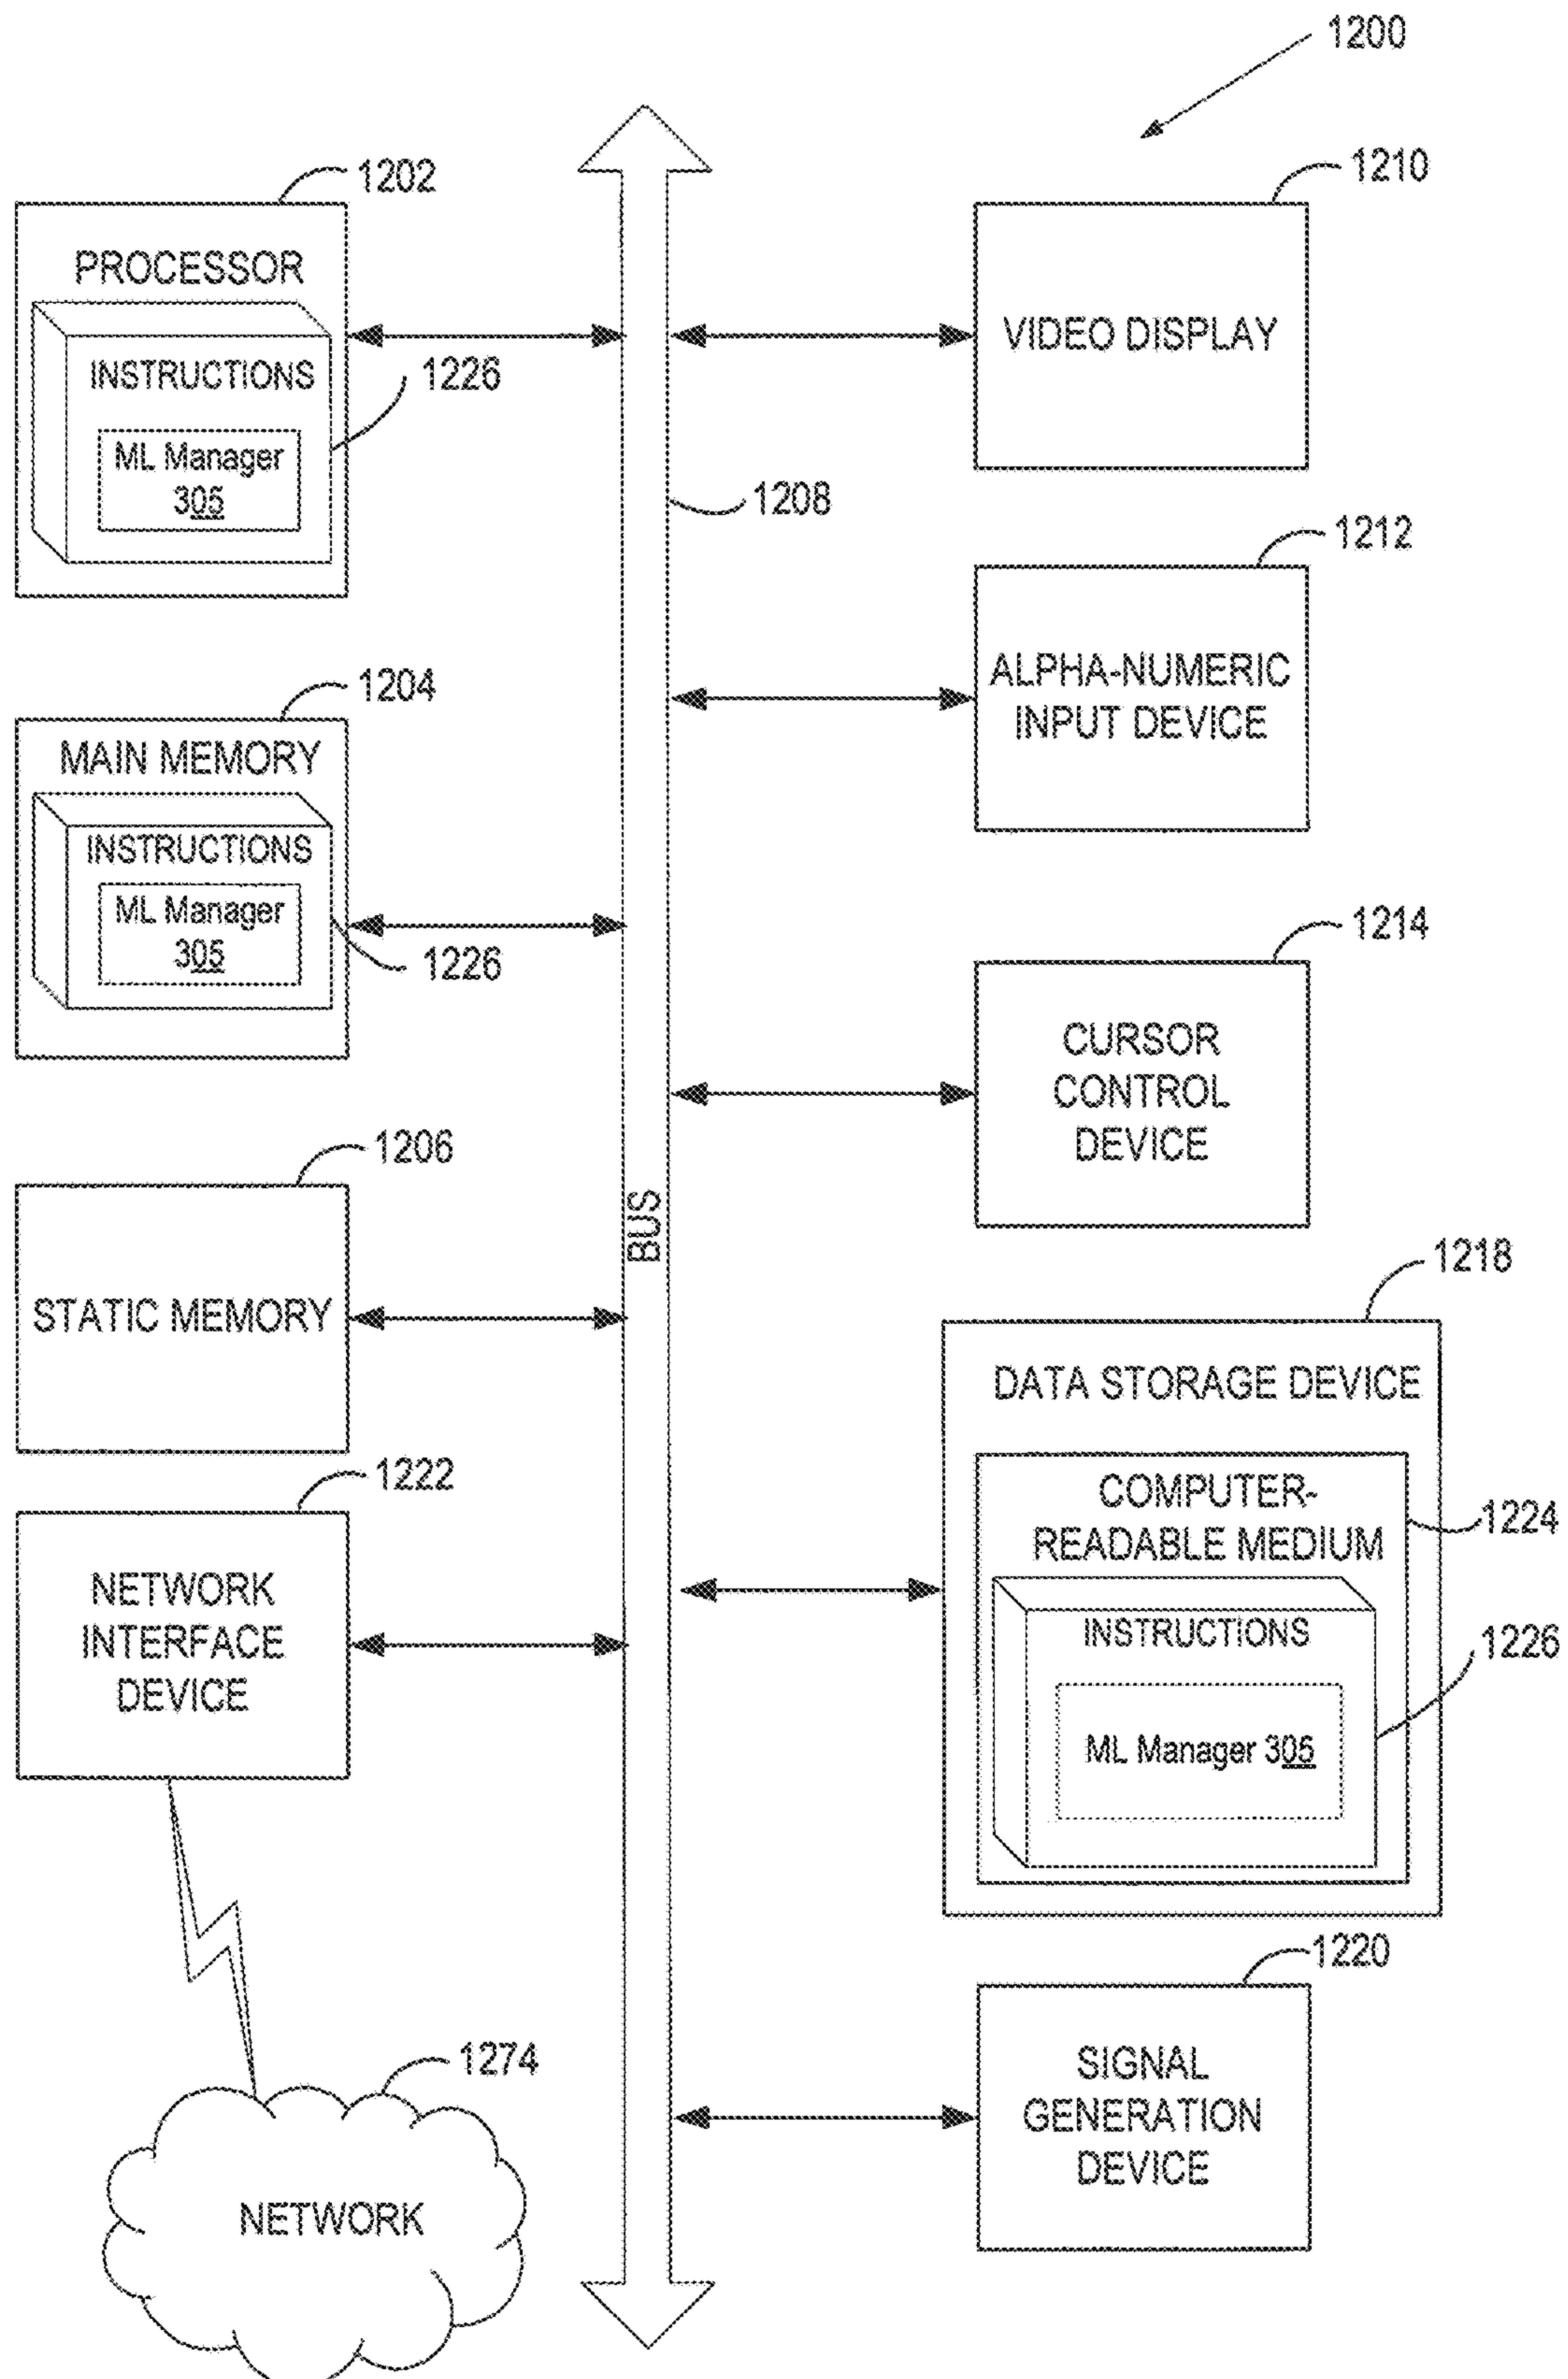 1200
1202
PROCESSOR
INSTRUCTIONS
ML Manager
305
1226
1204
MAIN MEMORY
INSTRUCTIONS
ML Manager
305
1226
1206
STATIC MEMORY
1222
NETWORK
INTERFACE
DEVICE
1274
NETWORK
1208
BUS
1210
VIDEO DISPLAY
1212
ALPHA-NUMERIC
INPUT DEVICE
1214
CURSOR
CONTROL
DEVICE
1218
DATA STORAGE DEVICE
COMPUTER-
READABLE MEDIUM
1224
INSTRUCTIONS
1226
ML Manager 305
1220
SIGNAL
GENERATION
DEVICE